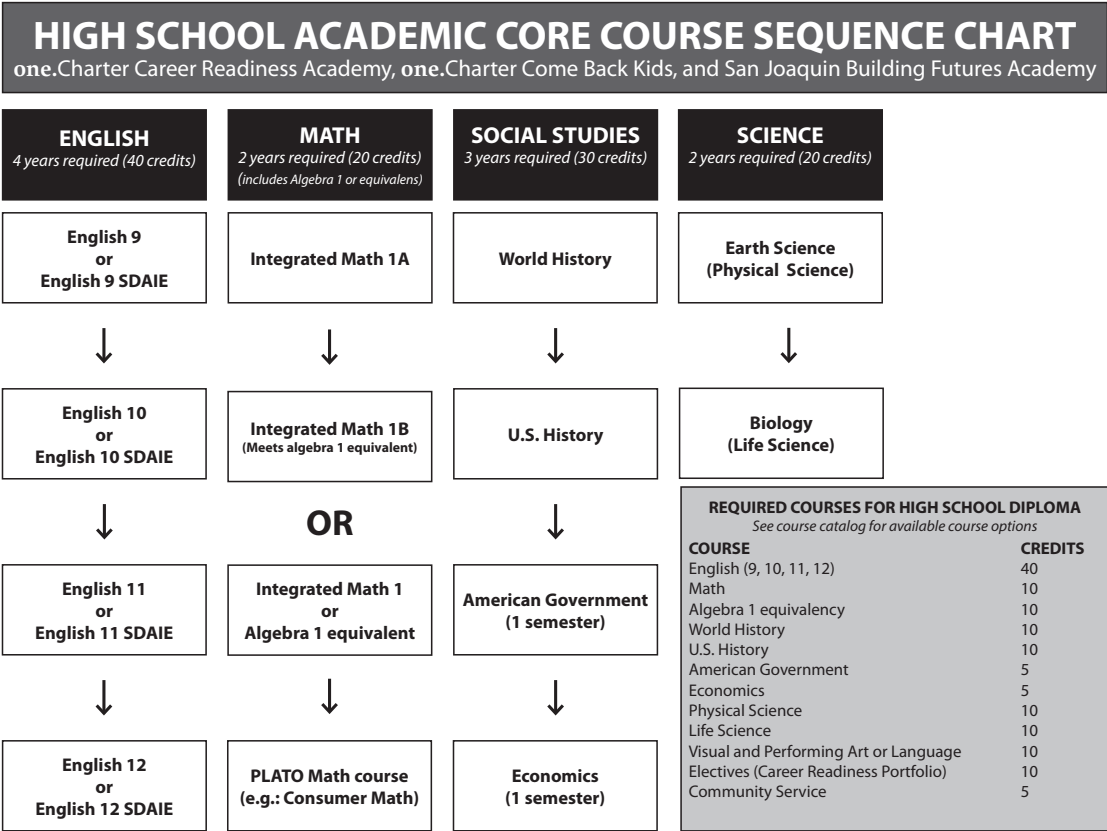 HIGH SCHOOL ACADEMIC CORE COURSE SEQUENCE CHART
one.Charter Career Readiness Academy, one.Charter Come Back Kids, and San Joaquin Building Futures Academy
ENGLISH
4 years required (40 credits)
MATH
2 years required (20 credits)
(includes Algebra 1 or equivalens)
SOCIAL STUDIES
3 years required (30 credits)
SCIENCE
2 years required (20 credits)
English 9
or
English 9 SDAIE
Integrated Math 1A
World History
Earth Science
(Physical Science)
↓ ↓ ↓ ↓
English 10
or
English 10 SDAIE
Integrated Math 1B
(Meets algebra 1 equivalent)
U.S. History
Biology
(Life Science)
↓ OR ↓
English 11
or
English 11 SDAIE
Integrated Math 1
or
Algebra 1 equivalent
American Government
(1 semester)
↓ ↓ ↓
English 12
or
English 12 SDAIE
PLATO Math course
(e.g.: Consumer Math)
Economics
(1 semester)
REQUIRED COURSES FOR HIGH SCHOOL DIPLOMA
See course catalog for available course options
COURSE CREDITS
English (9, 10, 11, 12) 40
Math 10
Algebra 1 equivalency 10
World History 10
U.S. History 10
American Government 5
Economics 5
Physical Science 10
Life Science 10
Visual and Performing Art or Language 10
Electives (Career Readiness Portfolio) 10
Community Service 5